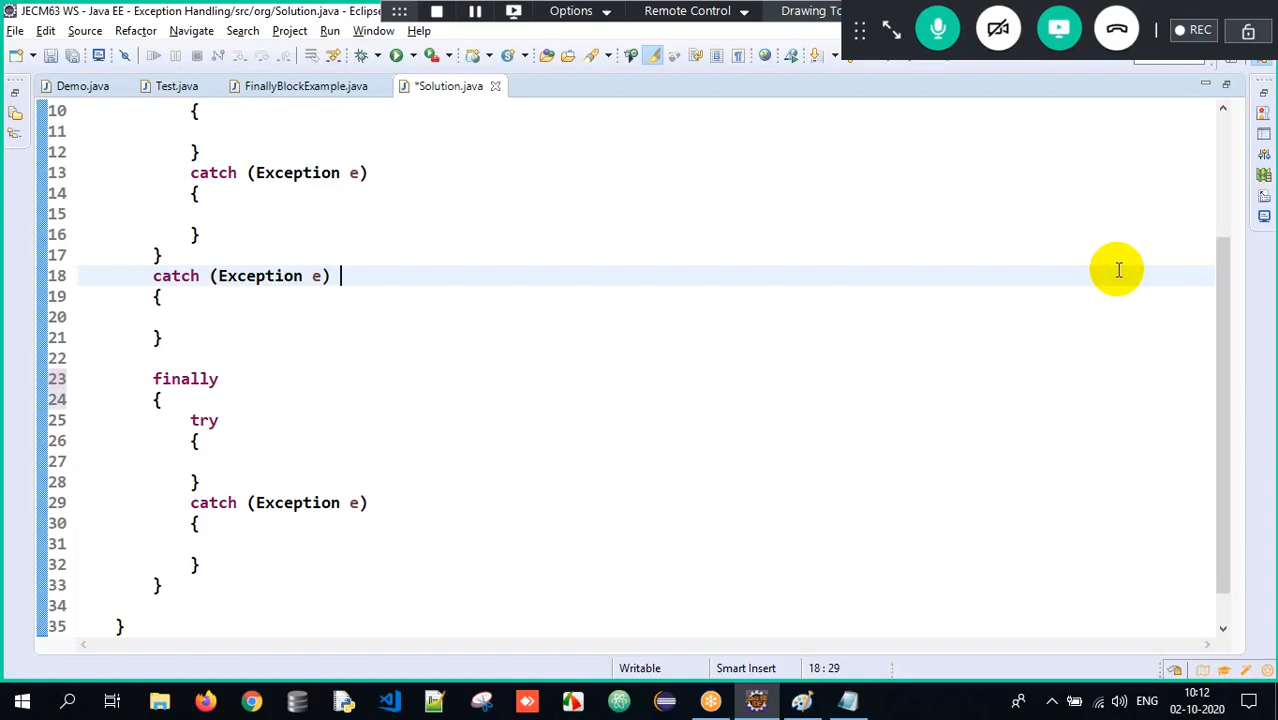 JECM63 WS - Java EE - Exception Handling/src/org/Solution.java - Eclipse
Options
Remote Control
Drawing To
REC
File Edit Source Refactor Navigate Search Project Run Window Help
Demo.java
Test.java
FinallyBlockExample.java
*Solution.java
10 {
11
12 }
13 catch (Exception e)
14 {
15
16 }
17 }
18 catch (Exception e)
19 {
20
21 }
22
23 finally
24 {
25 try
26 {
27
28 }
29 catch (Exception e)
30 {
31
32 }
33 }
34
35 }
Writable
Smart Insert
18 : 29
ENG
10:12
02-10-2020